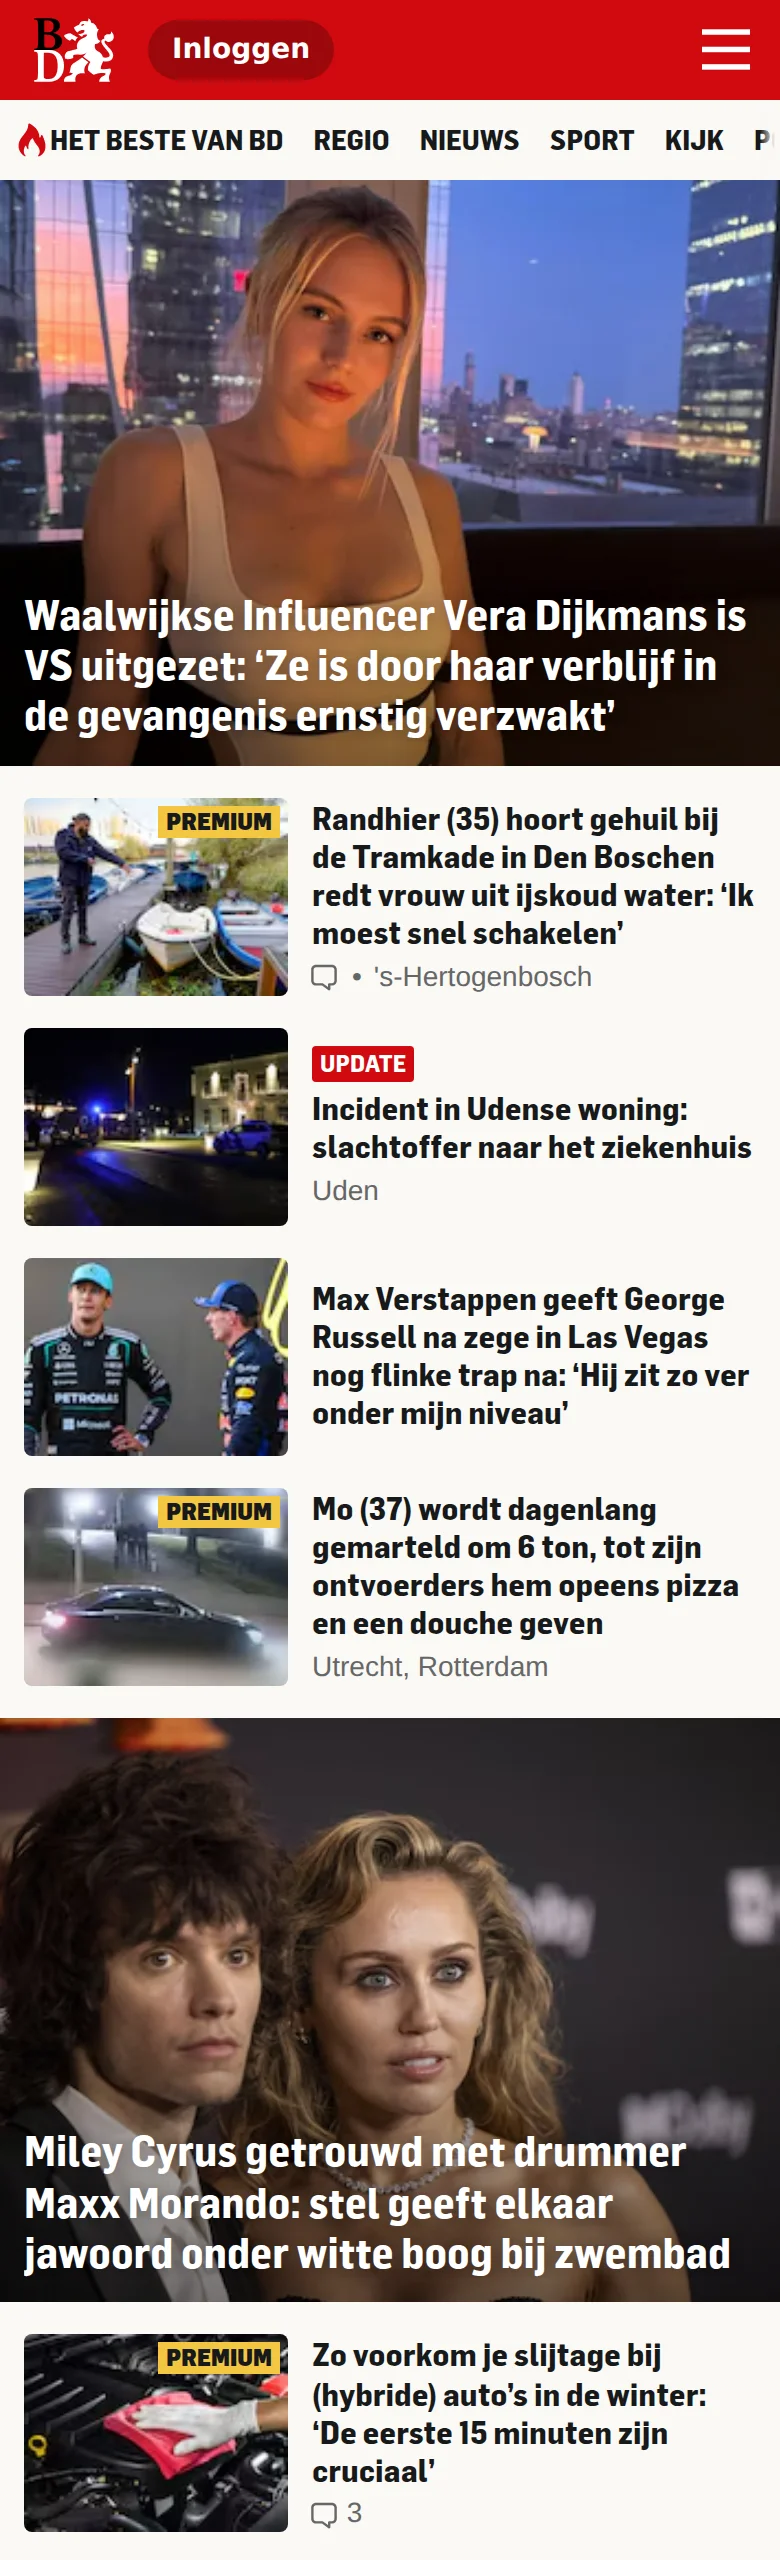 BD
Inloggen
HET BESTE VAN BD REGIO NIEUWS SPORT KIJK
Waalwijkse Influencer Vera Dijkmans is
VS uitgezet: ‘Ze is door haar verblijf in
de gevangenis ernstig verzwakt’
PREMIUM
Randhier (35) hoort gehuil bij
de Tramkade in Den Boschen
redt vrouw uit ijskoud water: ‘Ik
moest snel schakelen’
• 's-Hertogenbosch
UPDATE
Incident in Udense woning:
slachtoffer naar het ziekenhuis
Uden
PETRONAS
Microsoft
Max Verstappen geeft George
Russell na zege in Las Vegas
nog flinke trap na: ‘Hij zit zo ver
onder mijn niveau’
PREMIUM
Mo (37) wordt dagenlang
gemarteld om 6 ton, tot zijn
ontvoerders hem opeens pizza
en een douche geven
Utrecht, Rotterdam
Miley Cyrus getrouwd met drummer
Maxx Morando: stel geeft elkaar
jawoord onder witte boog bij zwembad
PREMIUM
Zo voorkom je slijtage bij
(hybride) auto’s in de winter:
‘De eerste 15 minuten zijn
cruciaal’
3